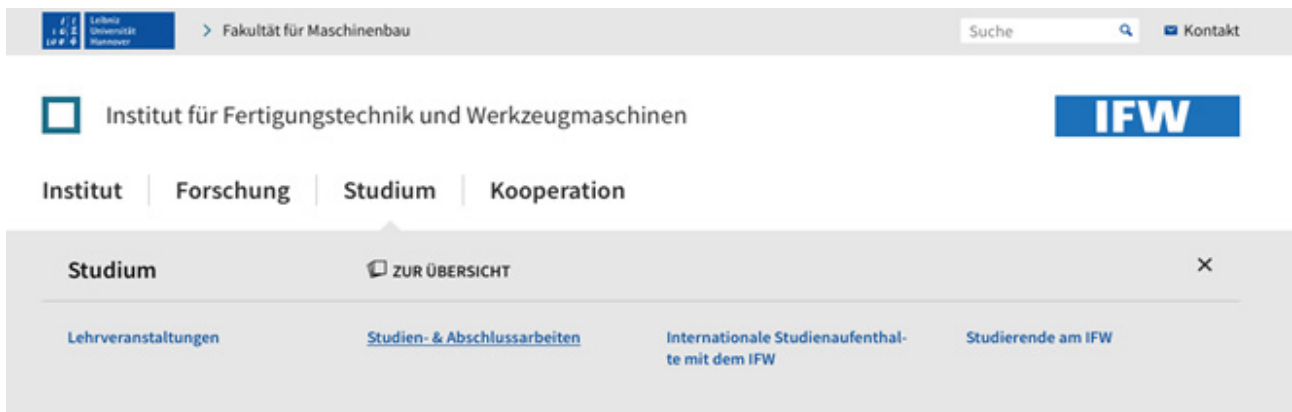 Leibniz
Universität
Hannover
Fakultät für Maschinenbau
Suche
Kontakt
Institut für Fertigungstechnik und Werkzeugmaschinen
IFW
Institut
Forschung
Studium
Kooperation
Studium
ZUR ÜBERSICHT
Lehrveranstaltungen
Studien- & Abschlussarbeiten
Internationale Studienaufenthal-
te mit dem IFW
Studierende am IFW